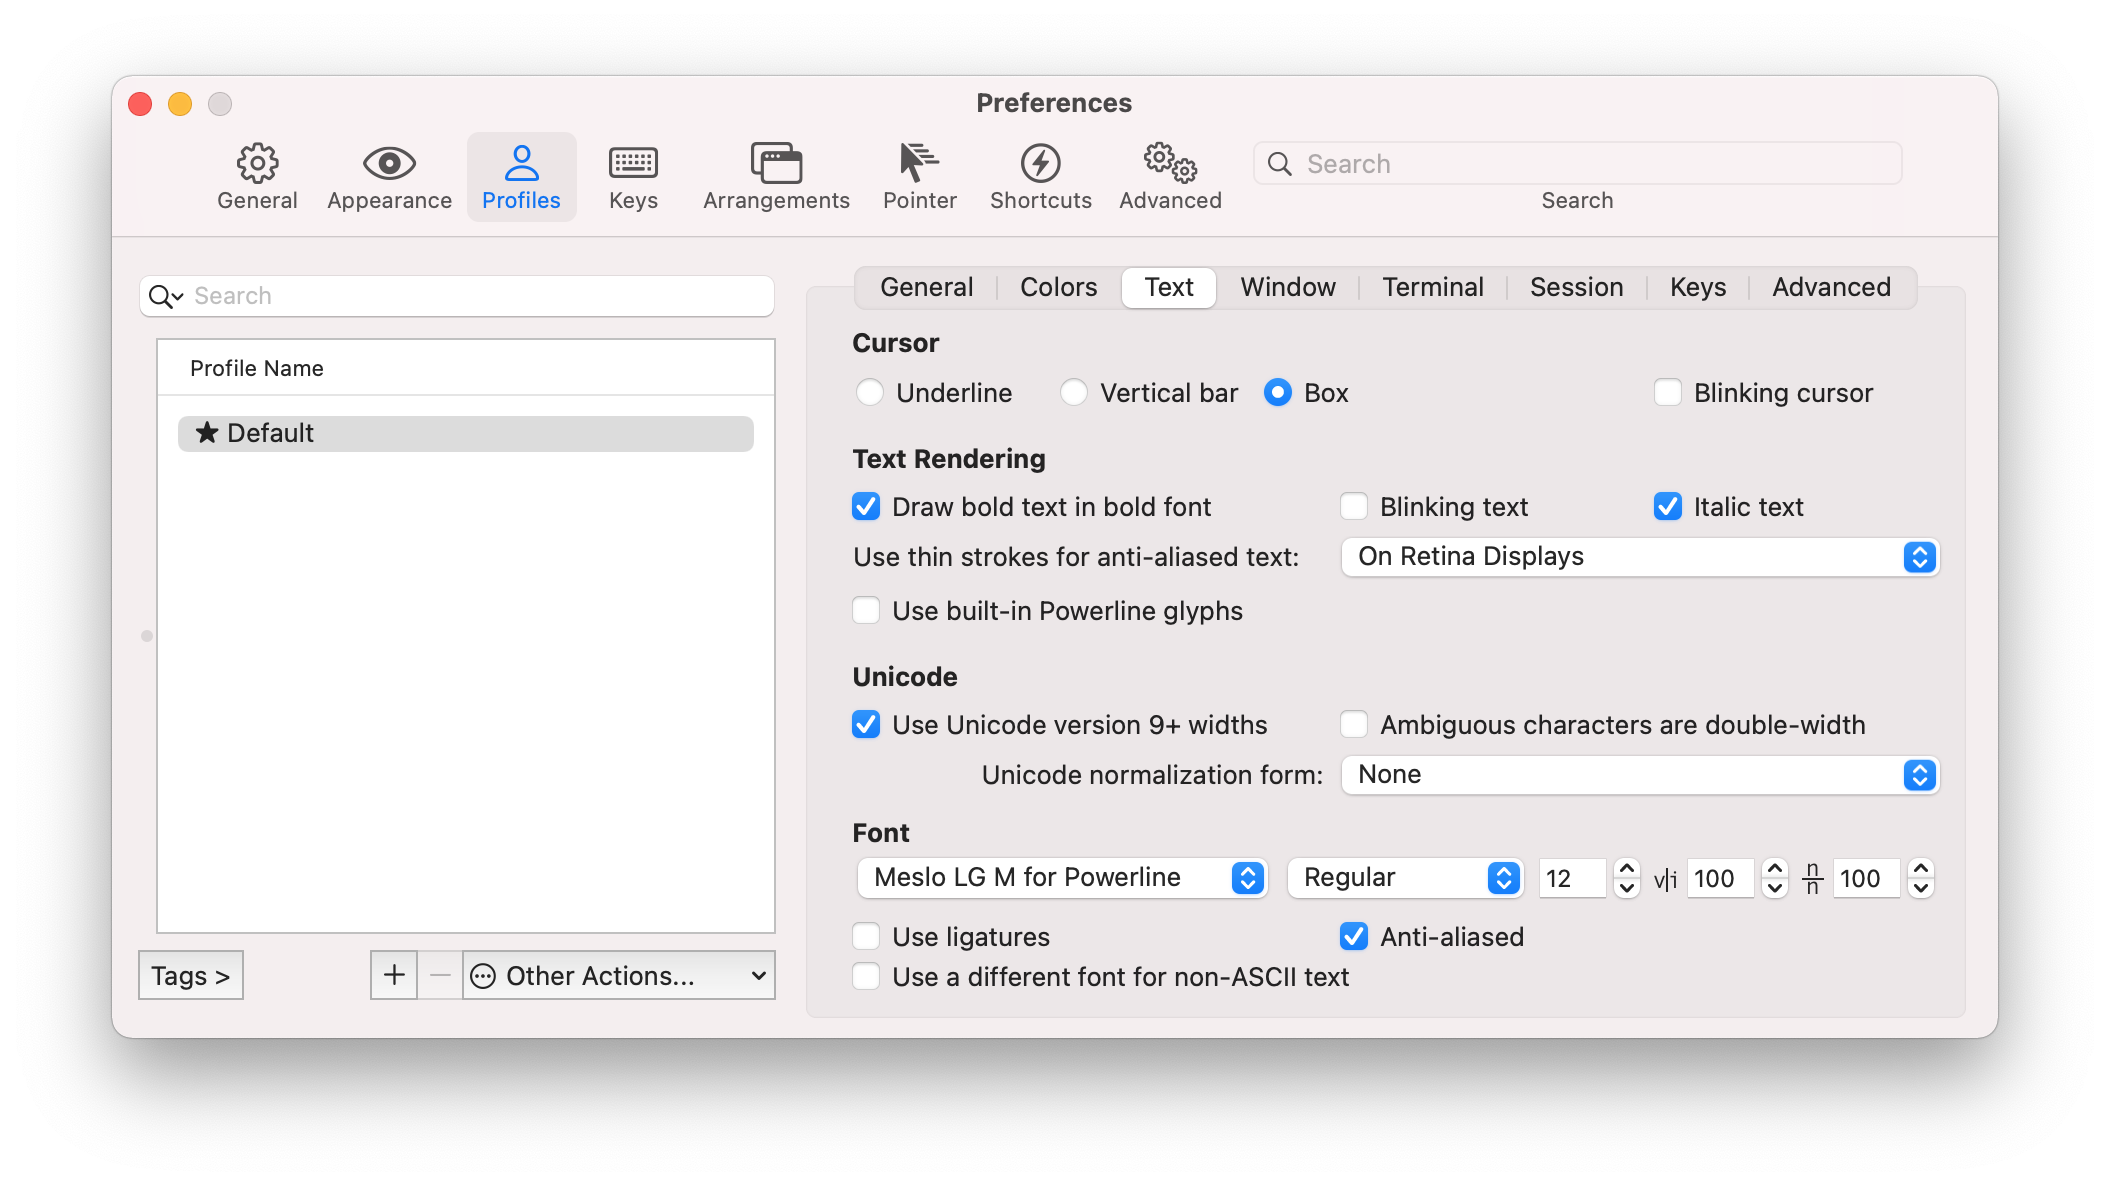 Preferences
General Appearance Profiles Keys Arrangements Pointer Shortcuts Advanced Search
Search
Search
Profile Name
Default
Tags >
Other Actions...
General Colors Text Window Terminal Session Keys Advanced
Cursor
Underline Vertical bar Box Blinking cursor
Text Rendering
Draw bold text in bold font Blinking text Italic text
Use thin strokes for anti-aliased text: On Retina Displays
Use built-in Powerline glyphs
Unicode
Use Unicode version 9+ widths Ambiguous characters are double-width
Unicode normalization form: None
Font
Meslo LG M for Powerline Regular 12 v|i 100 n/n 100
Use ligatures Anti-aliased
Use a different font for non-ASCII text